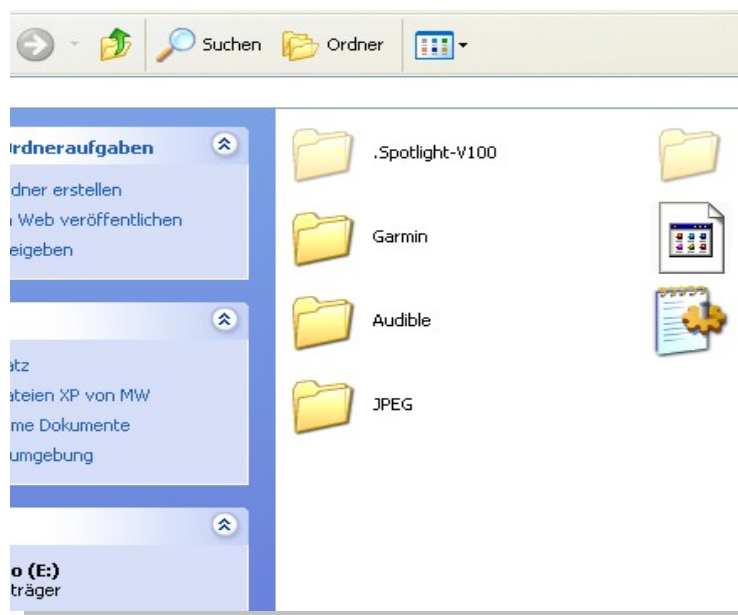 Suchen Ordner
rdneraufgaben
dner erstellen
Web veröffentlichen
eigeben
atz
ateien XP von MW
me Dokumente
umgebung
o (E:)
träger
.Spotlight-V100
Garmin
Audible
JPEG